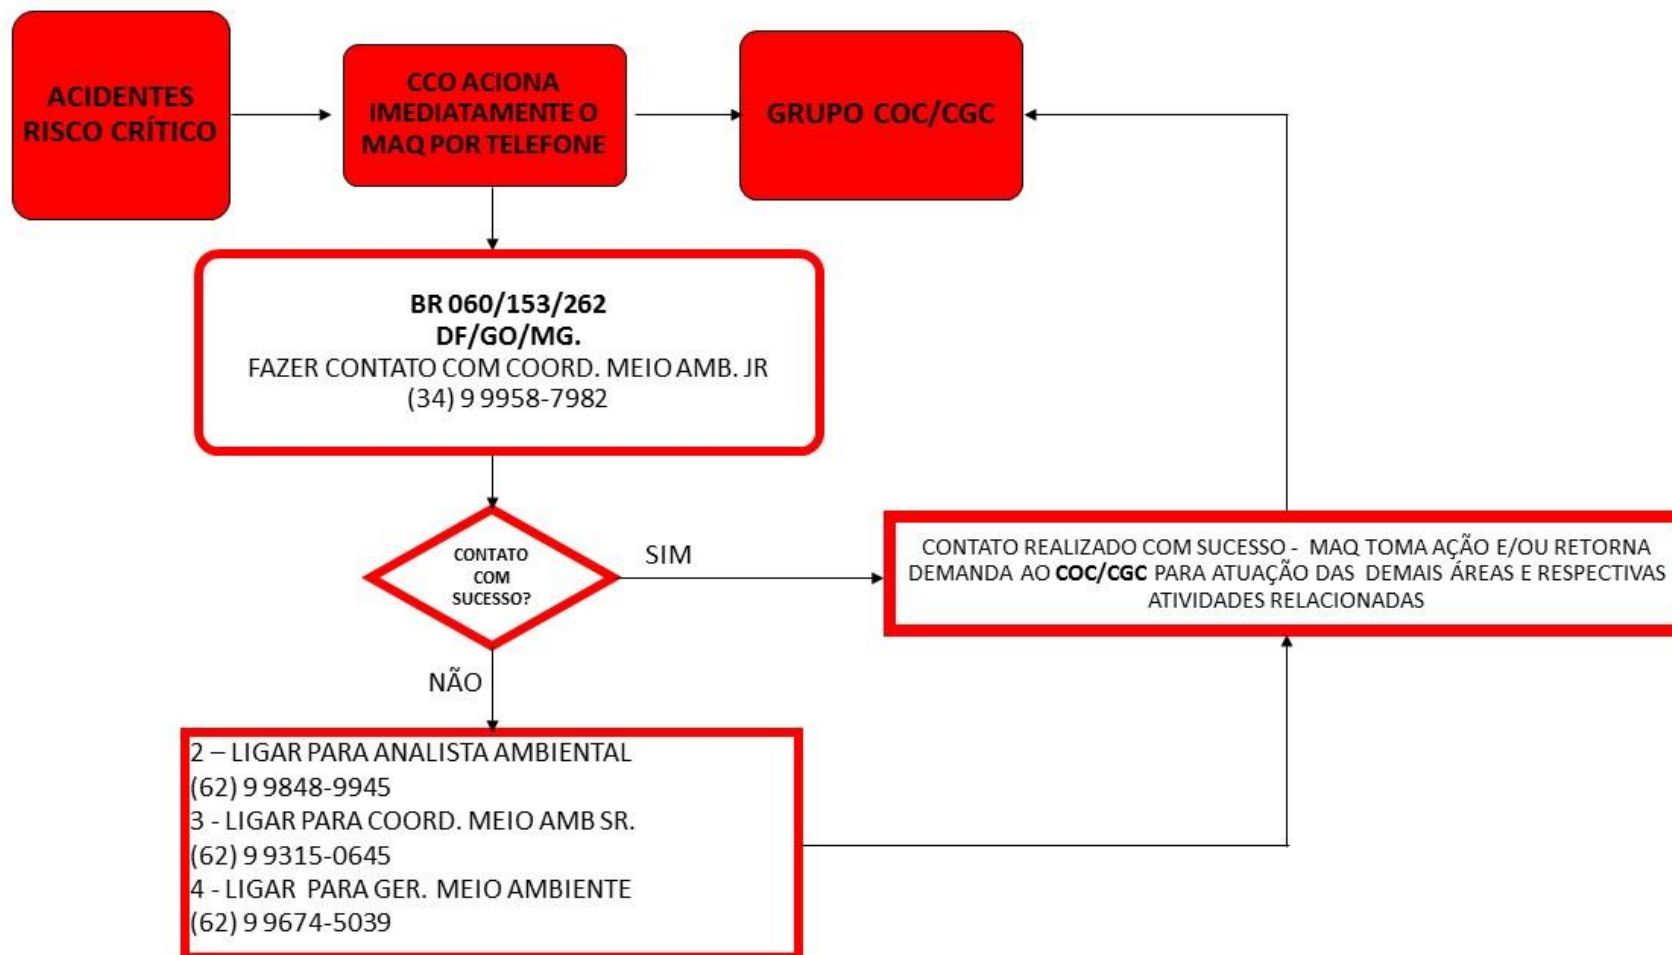 ACIDENTES
RISCO CRÍTICO
CCO ACIONA
IMEDIATAMENTE O
MAQ POR TELEFONE
GRUPO COC/CGC
BR 060/153/262
DF/GO/MG.
FAZER CONTATO COM COORD. MEIO AMB. JR
(34) 9 9958-7982
CONTATO
COM
SUCESSO?
SIM
CONTATO REALIZADO COM SUCESSO - MAQ TOMA AÇÃO E/OU RETORNA
DEMANDA AO COC/CGC PARA ATUAÇÃO DAS DEMAIS ÁREAS E RESPECTIVAS
ATIVIDADES RELACIONADAS
NÃO
2 – LIGAR PARA ANALISTA AMBIENTAL
(62) 9 9848-9945
3 - LIGAR PARA COORD. MEIO AMB SR.
(62) 9 9315-0645
4 - LIGAR PARA GER. MEIO AMBIENTE
(62) 9 9674-5039